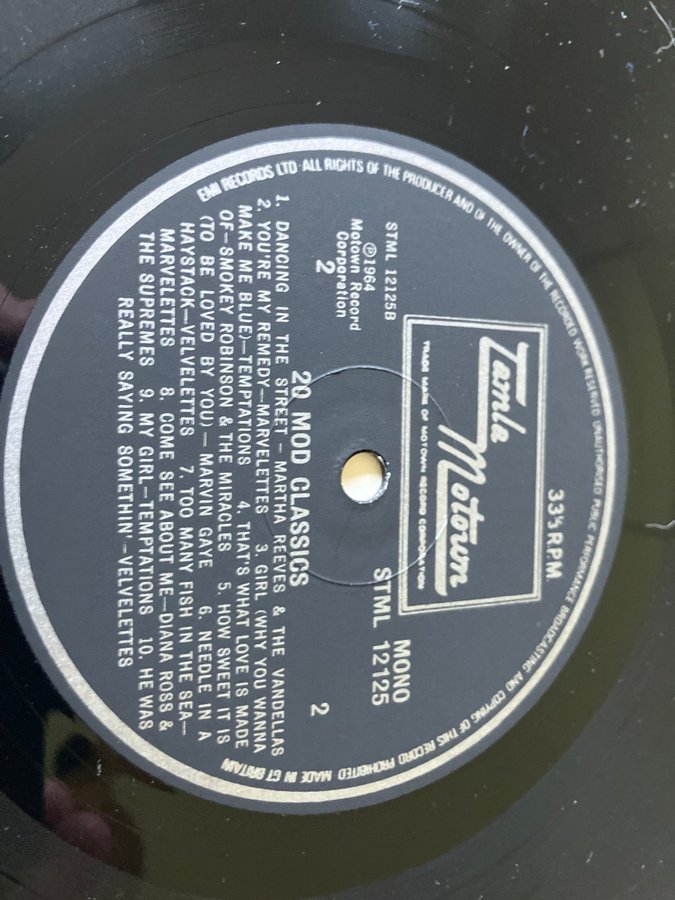 EMI RECORDS LTD · ALL RIGHTS OF THE PRODUCER AND OF THE OWNER OF THE RECORDED WORK RESERVED UNAUTHORISED PUBLIC PERFORMANCE BROADCASTING AND COPYING OF THIS RECORD PROHIBITED MADE IN GT BRITAIN
33⅓ RPM
Tamla Motown
TRADE MARK OF MOTOWN RECORD CORPORATION
STML 12125B
℗1964
Motown Record
Corporation
2
MONO
STML 12125
2
20 MOD CLASSICS
1. DANCING IN THE STREET – MARTHA REEVES & THE VANDELLAS
2. YOU'RE MY REMEDY—MARVELETTES 3. GIRL (WHY YOU WANNA
MAKE ME BLUE)—TEMPTATIONS 4. THAT'S WHAT LOVE IS MADE
OF—SMOKEY ROBINSON & THE MIRACLES 5. HOW SWEET IT IS
(TO BE LOVED BY YOU) — MARVIN GAYE 6. NEEDLE IN A
HAYSTACK—VELVELETTES 7. TOO MANY FISH IN THE SEA—
MARVELETTES 8. COME SEE ABOUT ME—DIANA ROSS &
THE SUPREMES 9. MY GIRL—TEMPTATIONS 10. HE WAS
REALLY SAYING SOMETHIN'—VELVELETTES